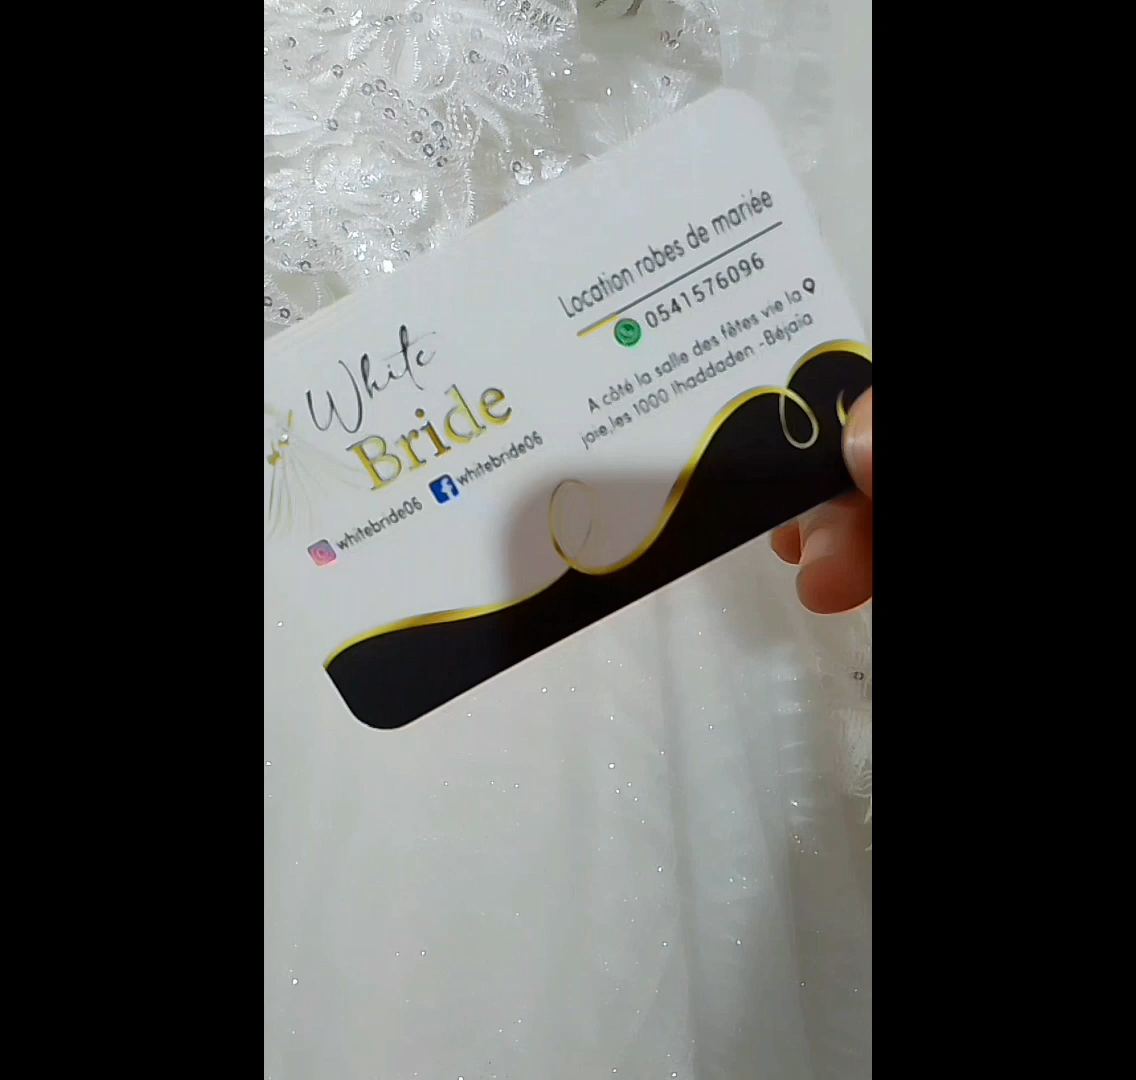 White
Bride
whitebride06
whitebride06
Location robes de mariée
0541576096
A côté la salle des fêtes vie la
joie,les 1000 Ihaddaden -Béjaia